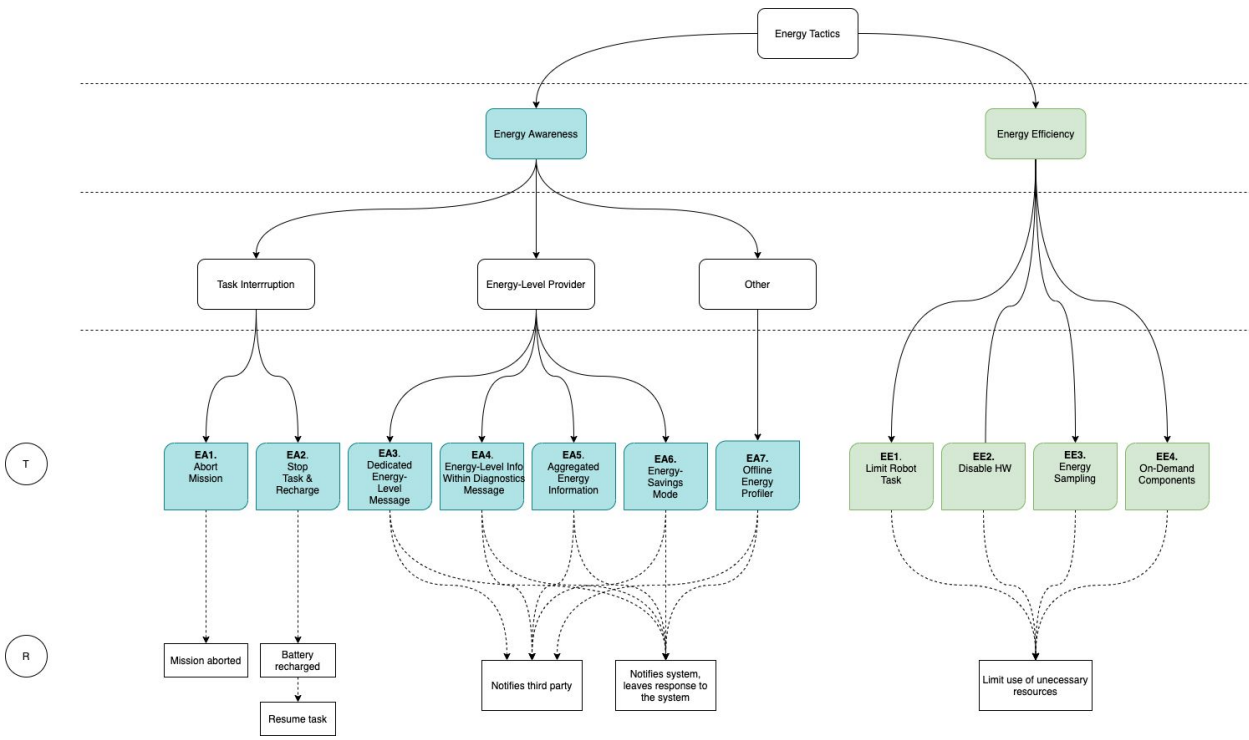 Energy Tactics
Energy Awareness
Energy Efficiency
Task Interrruption
Energy-Level Provider
Other
T
EA1.
Abort
Mission
EA2.
Stop
Task &
Recharge
EA3.
Dedicated
Energy-
Level
Message
EA4.
Energy-Level Info
Within Diagnostics
Message
EA5.
Aggregated
Energy
Information
EA6.
Energy-
Savings
Mode
EA7.
Offline
Energy
Profiler
EE1.
Limit Robot
Task
EE2.
Disable HW
EE3.
Energy
Sampling
EE4.
On-Demand
Components
R
Mission aborted
Battery
recharged
Resume task
Notifies third party
Notifies system,
leaves response to
the system
Limit use of unecessary
resources